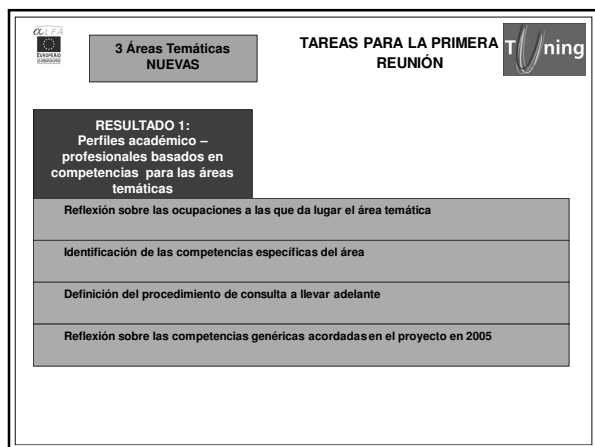 αLFA
EUROPEAID
3 Áreas Temáticas
NUEVAS
TAREAS PARA LA PRIMERA
REUNIÓN
Tuning
RESULTADO 1:
Perfiles académico –
profesionales basados en
competencias para las áreas
temáticas
Reflexión sobre las ocupaciones a las que da lugar el área temática
Identificación de las competencias específicas del área
Definición del procedimiento de consulta a llevar adelante
Reflexión sobre las competencias genéricas acordadas en el proyecto en 2005